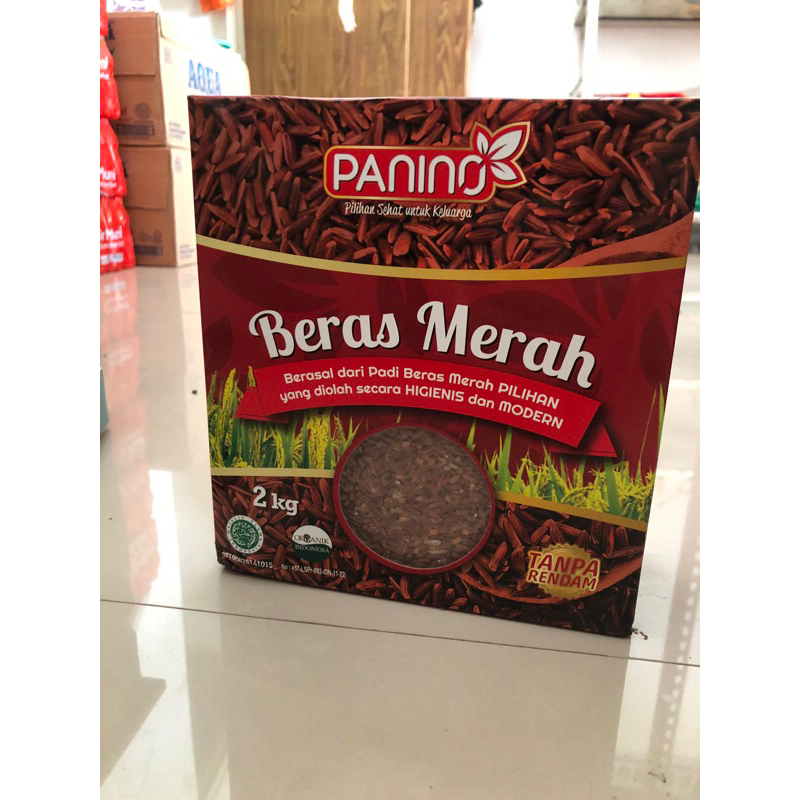 AQUA
PANINO
Pilihan Sehat untuk Keluarga
Beras Merah
Berasal dari Padi Beras Merah PILIHAN
yang diolah secara HIGIENIS dan MODERN
2 kg
ORGANIK
INDONESIA
TANPA
RENDAM